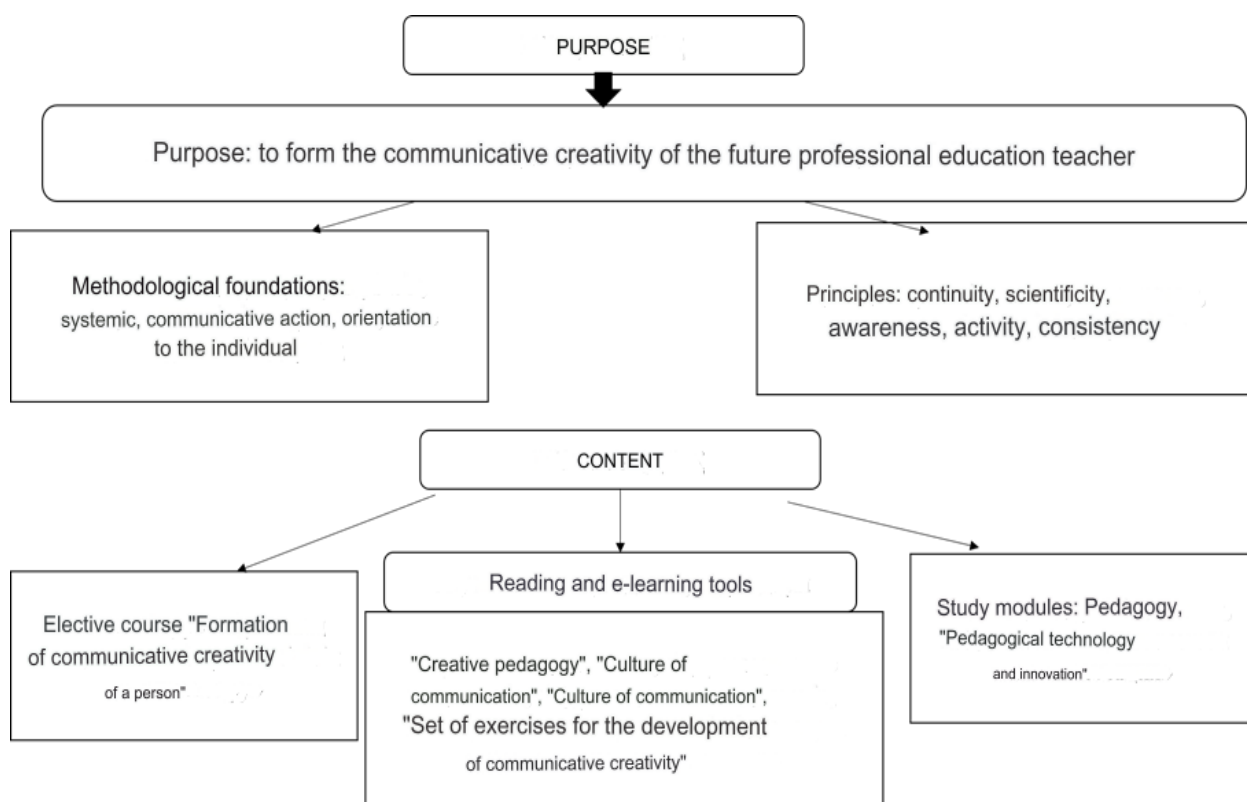 PURPOSE
Purpose: to form the communicative creativity of the future professional education teacher
Methodological foundations:
systemic, communicative action, orientation
to the individual
Principles: continuity, scientificity,
awareness, activity, consistency
CONTENT
Elective course "Formation
of communicative creativity
of a person"
Reading and e-learning tools
"Creative pedagogy", "Culture of
communication", "Culture of communication",
"Set of exercises for the development
of communicative creativity"
Study modules: Pedagogy,
"Pedagogical technology
and innovation"